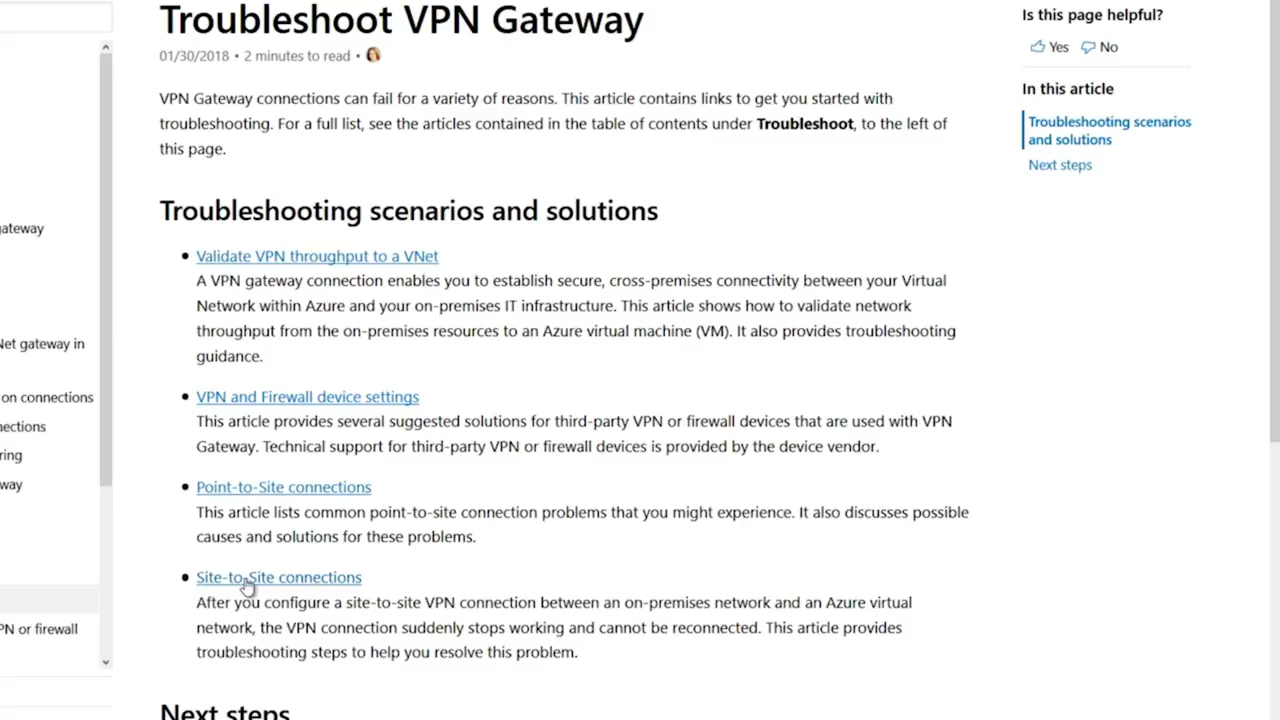 Troubleshoot VPN Gateway
01/30/2018 • 2 minutes to read •
VPN Gateway connections can fail for a variety of reasons. This article contains links to get you started with
troubleshooting. For a full list, see the articles contained in the table of contents under Troubleshoot, to the left of
this page.
Troubleshooting scenarios and solutions
• Validate VPN throughput to a VNet
A VPN gateway connection enables you to establish secure, cross-premises connectivity between your Virtual
Network within Azure and your on-premises IT infrastructure. This article shows how to validate network
throughput from the on-premises resources to an Azure virtual machine (VM). It also provides troubleshooting
guidance.
• VPN and Firewall device settings
This article provides several suggested solutions for third-party VPN or firewall devices that are used with VPN
Gateway. Technical support for third-party VPN or firewall devices is provided by the device vendor.
• Point-to-Site connections
This article lists common point-to-site connection problems that you might experience. It also discusses possible
causes and solutions for these problems.
• Site-to-Site connections
After you configure a site-to-site VPN connection between an on-premises network and an Azure virtual
network, the VPN connection suddenly stops working and cannot be reconnected. This article provides
troubleshooting steps to help you resolve this problem.
Next steps
Is this page helpful?
Yes No
In this article
Troubleshooting scenarios
and solutions
Next steps
ateway
Net gateway in
on connections
nections
ring
way
PN or firewall